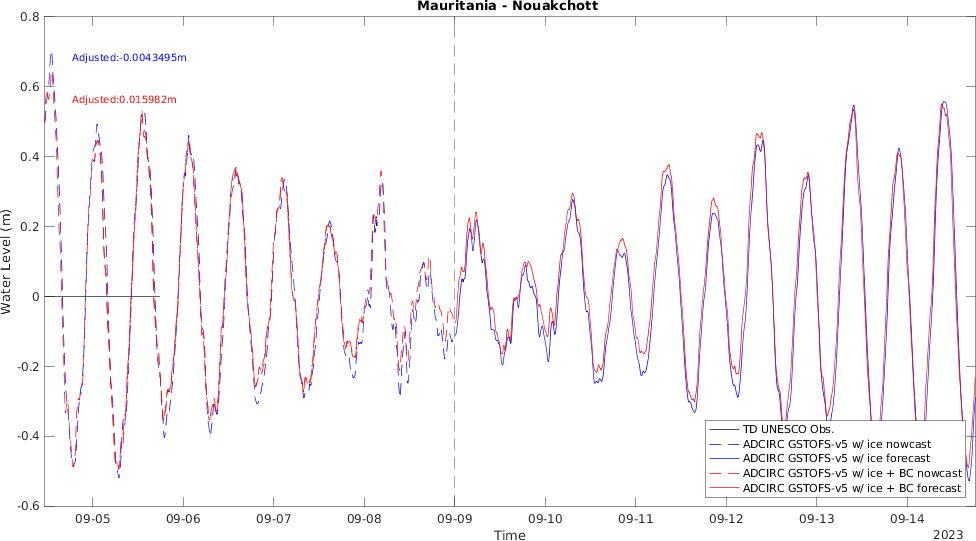 Mauritania - Nouakchott
0.8
0.6
0.4
0.2
0
-0.2
-0.4
-0.6
Water Level (m)
Adjusted:-0.0043495m
Adjusted:0.015982m
TD UNESCO Obs.
ADCIRC GSTOFS-v5 w/ ice nowcast
ADCIRC GSTOFS-v5 w/ ice forecast
ADCIRC GSTOFS-v5 w/ ice + BC nowcast
ADCIRC GSTOFS-v5 w/ ice + BC forecast
09-05 09-06 09-07 09-08 09-09 09-10 09-11 09-12 09-13 09-14
Time
2023